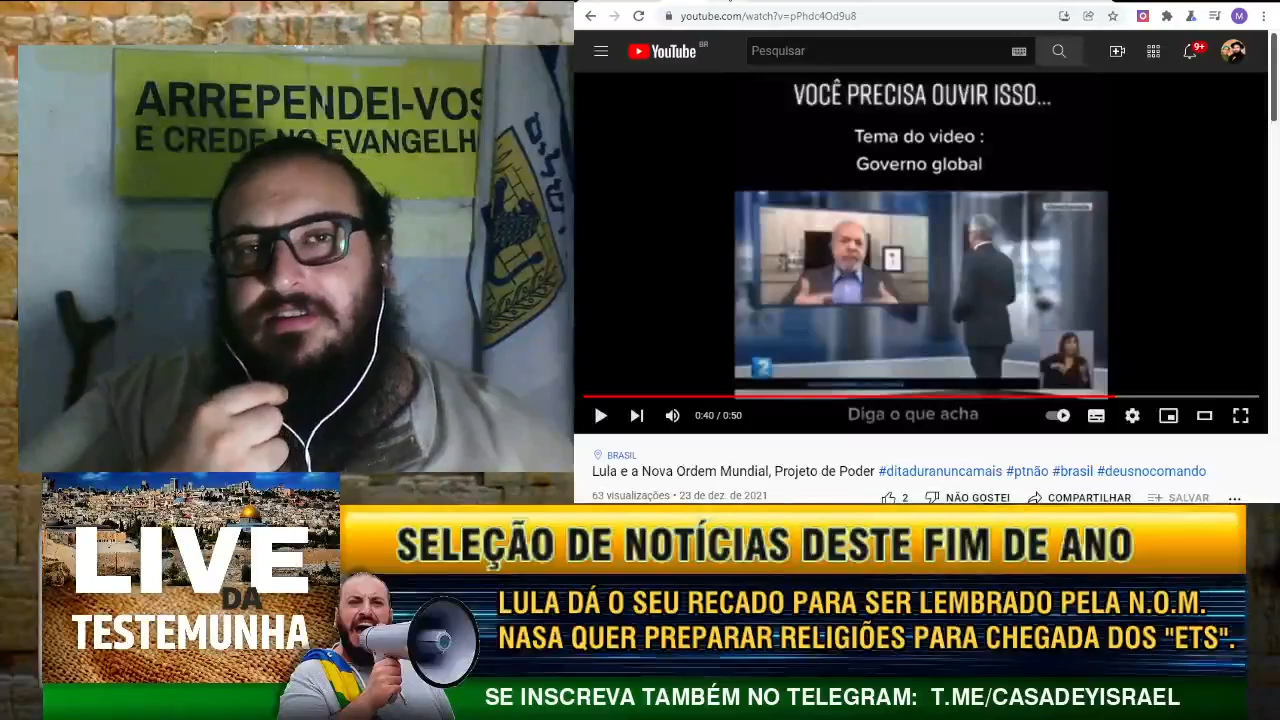 ARREPENDEI-VOS
E CREDE NO EVANGELH
youtube.com/watch?v=pPhdc4Od9u8
M
YouTube BR
Pesquisar
9+
VOCÊ PRECISA OUVIR ISSO...
Tema do video :
Governo global
2
0:40 / 0:50
Diga o que acha
BRASIL
Lula e a Nova Ordem Mundial, Projeto de Poder #ditaduranuncamais #ptnão #brasil #deusnocomando
63 visualizações • 23 de dez. de 2021
2
NÃO GOSTEI
COMPARTILHAR
SALVAR
LIVE
DA
TESTEMUNHA
SELEÇÃO DE NOTÍCIAS DESTE FIM DE ANO
LULA DÁ O SEU RECADO PARA SER LEMBRADO PELA N.O.M.
NASA QUER PREPARAR RELIGIÕES PARA CHEGADA DOS "ETS".
SE INSCREVA TAMBÉM NO TELEGRAM: T.ME/CASADEYISRAEL